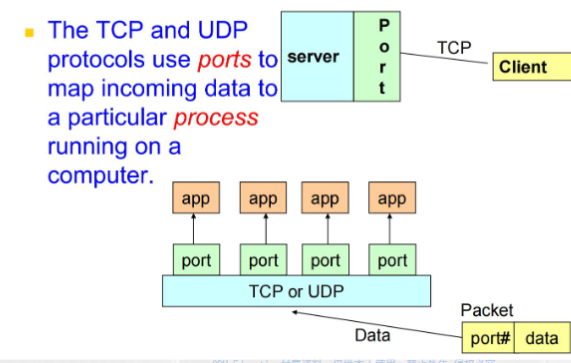 The TCP and UDP
protocols use ports to
map incoming data to
a particular process
running on a
computer.
server
Port
TCP
Client
app app app app
port port port port
TCP or UDP
Data
Packet
port# data